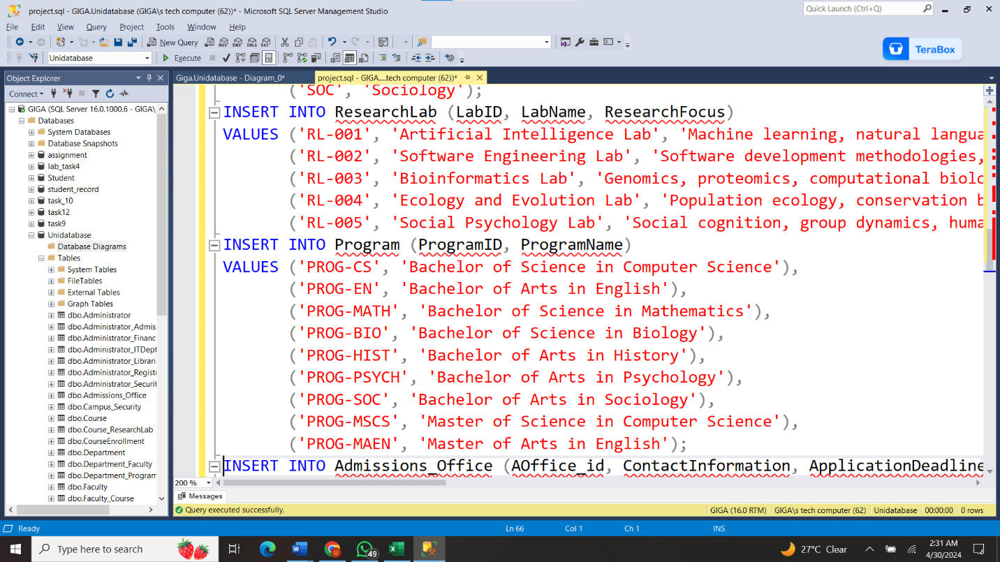 project.sql - GIGA.Unidatabase (GIGA\s tech computer (62))* - Microsoft SQL Server Management Studio
Quick Launch (Ctrl+Q)
File Edit View Query Project Tools Window Help
New Query
MDX DMX XMLA DAX
Unidatabase
Execute
TeraBox
Object Explorer
Giga.Unidatabase - Diagram_0*
project.sql - GIGA....tech computer (62))*
Connect
GIGA (SQL Server 16.0.1000.6 - GIGA\
Databases
System Databases
Database Snapshots
assignment
lab_task4
Student
student_record
task_10
task12
task9
Unidatabase
Database Diagrams
Tables
System Tables
FileTables
External Tables
Graph Tables
dbo.Administrator
dbo.Administrator_Admis
dbo.Administrator_Financ
dbo.Administrator_ITDept
dbo.Administrator_Librari
dbo.Administrator_Registr
dbo.Administrator_Securit
dbo.Admissions_Office
dbo.Campus_Security
dbo.Course
dbo.Course_ResearchLab
dbo.CourseEnrollment
dbo.Department
dbo.Department_Faculty
dbo.Department_Program
dbo.Faculty
dbo.Faculty_Course
('SOC', 'Sociology');
INSERT INTO ResearchLab (LabID, LabName, ResearchFocus)
VALUES ('RL-001', 'Artificial Intelligence Lab', 'Machine learning, natural langua
('RL-002', 'Software Engineering Lab', 'Software development methodologies,
('RL-003', 'Bioinformatics Lab', 'Genomics, proteomics, computational biolo
('RL-004', 'Ecology and Evolution Lab', 'Population ecology, conservation b
('RL-005', 'Social Psychology Lab', 'Social cognition, group dynamics, huma
INSERT INTO Program (ProgramID, ProgramName)
VALUES ('PROG-CS', 'Bachelor of Science in Computer Science'),
('PROG-EN', 'Bachelor of Arts in English'),
('PROG-MATH', 'Bachelor of Science in Mathematics'),
('PROG-BIO', 'Bachelor of Science in Biology'),
('PROG-HIST', 'Bachelor of Arts in History'),
('PROG-PSYCH', 'Bachelor of Arts in Psychology'),
('PROG-SOC', 'Bachelor of Arts in Sociology'),
('PROG-MSCS', 'Master of Science in Computer Science'),
('PROG-MAEN', 'Master of Arts in English');
INSERT INTO Admissions_Office (AOffice_id, ContactInformation, ApplicationDeadline
200 %
Messages
Query executed successfully.
GIGA (16.0 RTM) GIGA\s tech computer (62) Unidatabase 00:00:00 0 rows
Ready Ln 66 Col 1 Ch 1 INS
Type here to search
49
27°C Clear
2:31 AM
4/30/2024